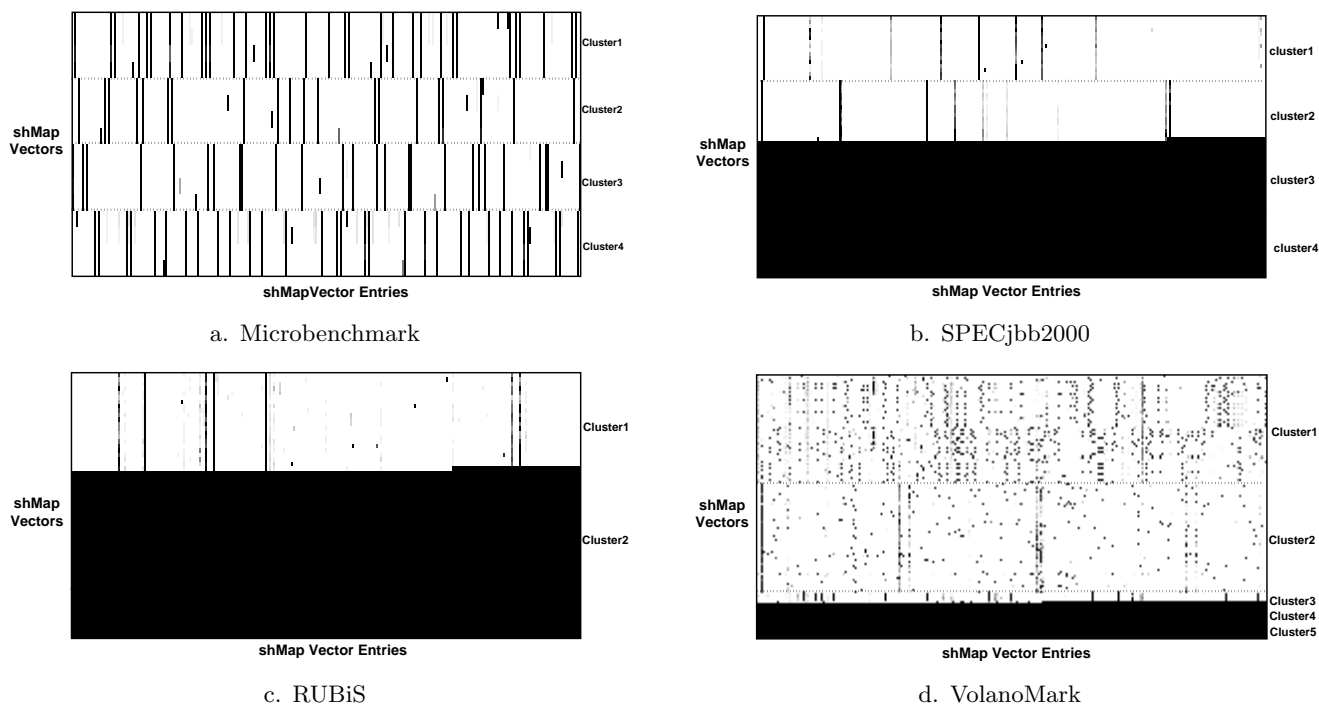 Cluster1
Cluster2
shMap
Vectors
Cluster3
Cluster4
shMapVector Entries
a. Microbenchmark
cluster1
cluster2
shMap
Vectors
cluster3
cluster4
shMap Vector Entries
b. SPECjbb2000
Cluster1
shMap
Vectors
Cluster2
shMap Vector Entries
c. RUBiS
Cluster1
shMap
Vectors
Cluster2
Cluster3
Cluster4
Cluster5
shMap Vector Entries
d. VolanoMark